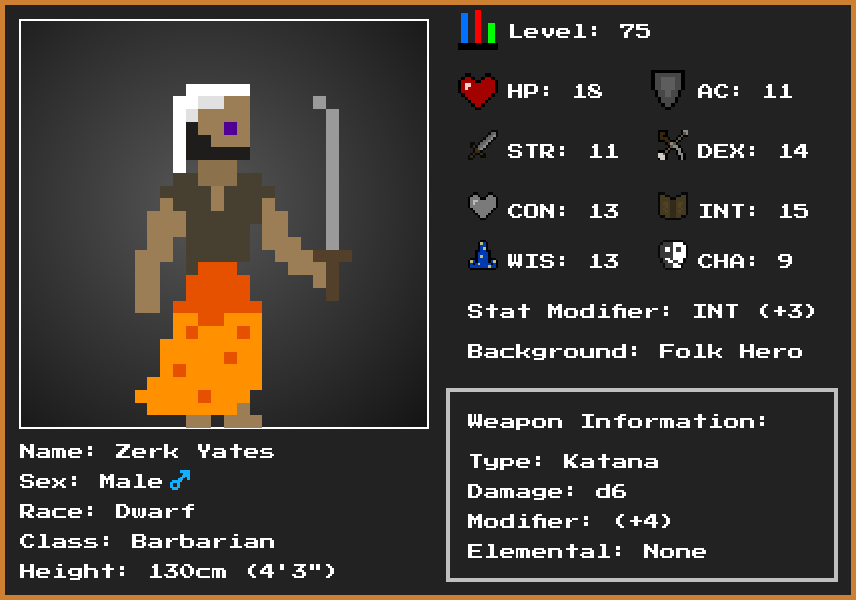 Level: 75
HP: 18 AC: 11
STR: 11 DEX: 14
CON: 13 INT: 15
WIS: 13 CHA: 9
Stat Modifier: INT (+3)
Background: Folk Hero
Name: Zerk Yates
Sex: Male♂
Race: Dwarf
Class: Barbarian
Height: 130cm (4'3")
Weapon Information:
Type: Katana
Damage: d6
Modifier: (+4)
Elemental: None